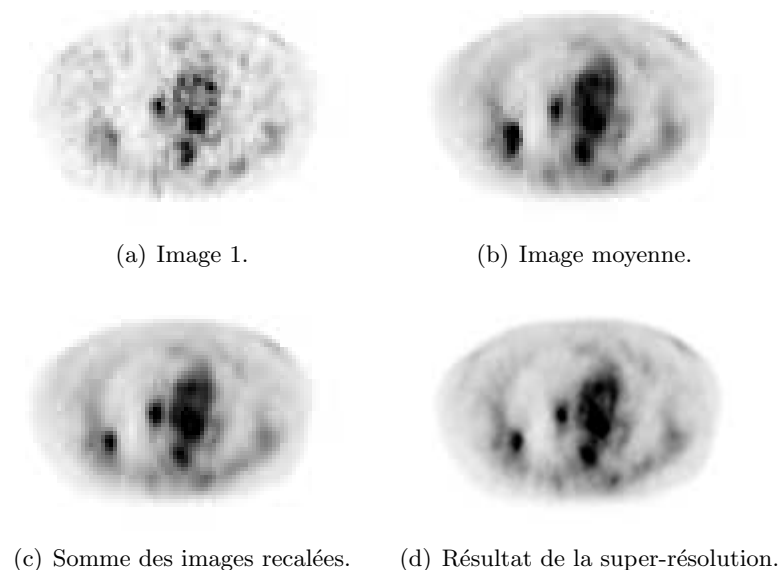 (a) Image 1.
(b) Image moyenne.
(c) Somme des images recalées.
(d) Résultat de la super-résolution.